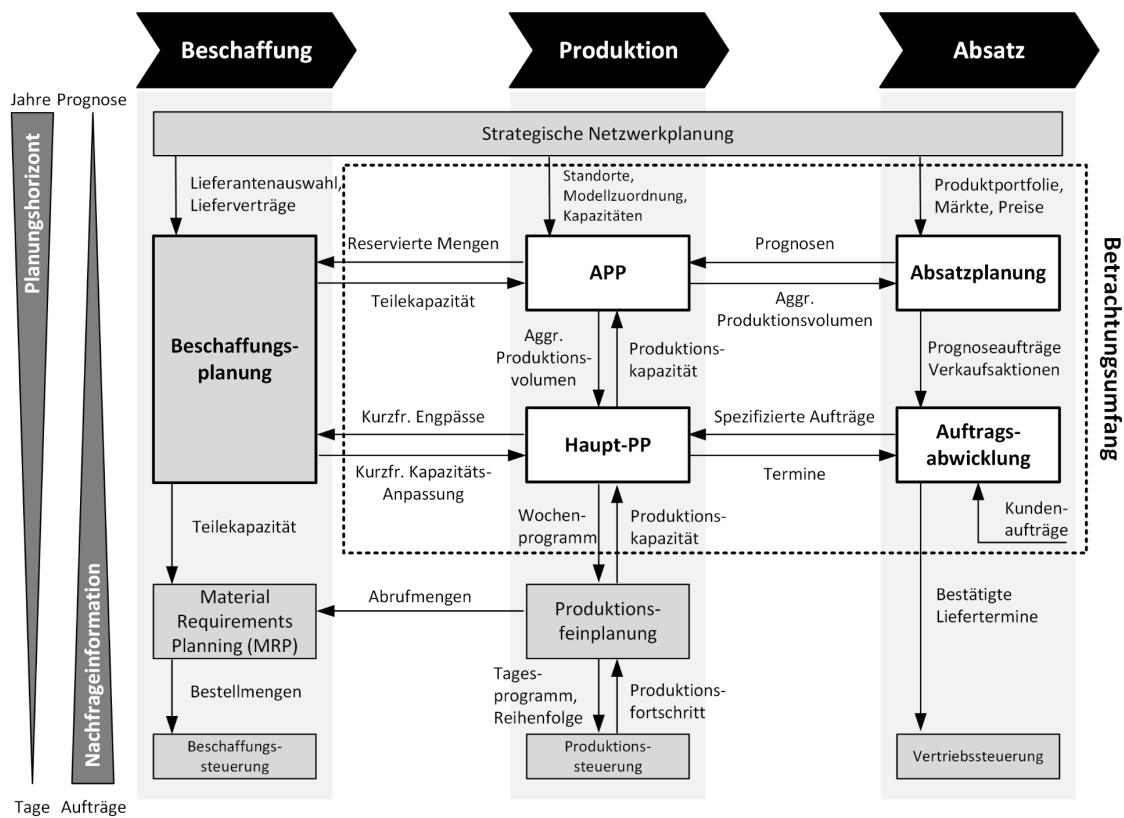 Beschaffung
Produktion
Absatz
Jahre
Prognose
Planungshorizont
Nachfrageinformation
Tage
Aufträge
Strategische Netzwerkplanung
Lieferantenauswahl,
Lieferverträge
Standorte,
Modellzuordnung,
Kapazitäten
Produktportfolie,
Märkte, Preise
Betrachtungsumfang
Beschaffungs-
planung
Reservierte Mengen
Teilekapazität
APP
Prognosen
Aggr.
Produktionsvolumen
Absatzplanung
Aggr.
Produktions-
volumen
Produktions-
kapazität
Prognoseaufträge
Verkaufsaktionen
Kurzfr. Engpässe
Kurzfr. Kapazitäts-
Anpassung
Haupt-PP
Spezifizierte Aufträge
Termine
Auftrags-
abwicklung
Teilekapazität
Wochen-
programm
Produktions-
kapazität
Kunden-
aufträge
Material
Requirements
Planning (MRP)
Abrufmengen
Produktions-
feinplanung
Bestätigte
Liefertermine
Bestellmengen
Tages-
programm,
Reihenfolge
Produktions-
fortschritt
Beschaffungs-
steuerung
Produktions-
steuerung
Vertriebssteuerung